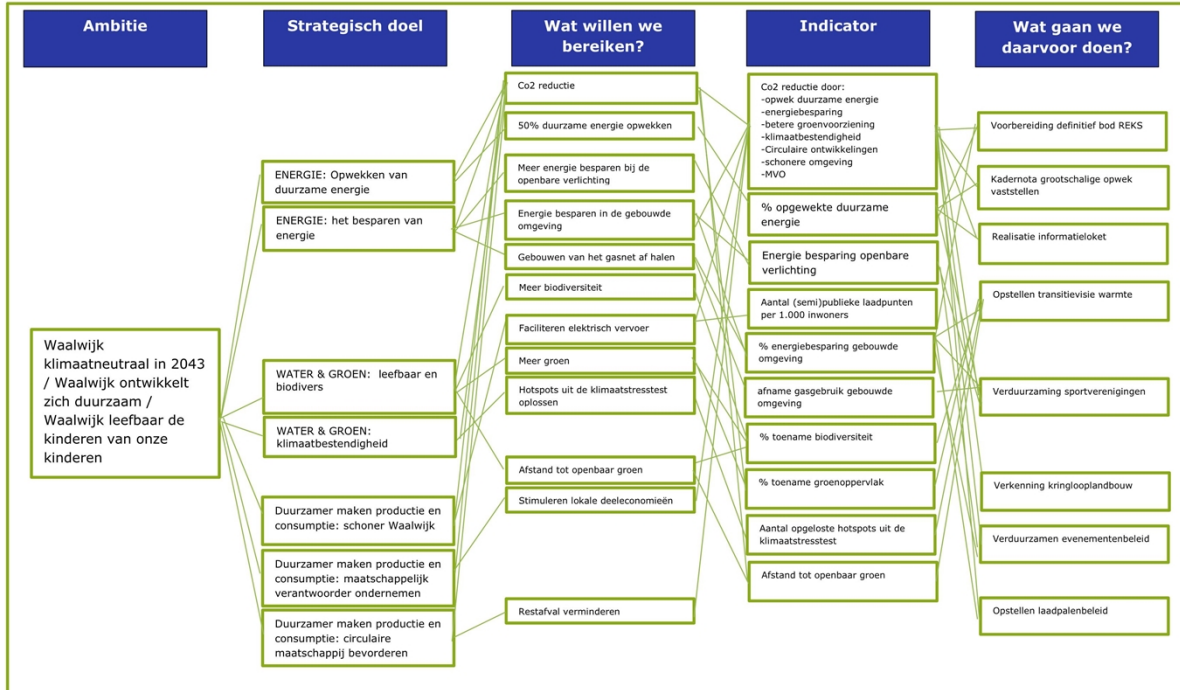 Ambitie
Strategisch doel
Wat willen we
bereiken?
Indicator
Wat gaan we
daarvoor doen?
Waalwijk
klimaatneutraal in 2043
/ Waalwijk ontwikkelt
zich duurzaam /
Waalwijk leefbaar de
kinderen van onze
kinderen
ENERGIE: Opwekken van
duurzame energie
ENERGIE: het besparen van
energie
WATER & GROEN: leefbaar en
biodivers
WATER & GROEN:
klimaatbestendigheid
Duurzamer maken productie en
consumptie: schoner Waalwijk
Duurzamer maken productie en
consumptie: maatschappelijk
verantwoorder ondernemen
Duurzamer maken productie en
consumptie: circulaire
maatschappij bevorderen
Co2 reductie
50% duurzame energie opwekken
Meer energie besparen bij de
openbare verlichting
Energie besparen in de gebouwde
omgeving
Gebouwen van het gasnet af halen
Meer biodiversiteit
Faciliteren elektrisch vervoer
Meer groen
Hotspots uit de klimaatstresstest
oplossen
Afstand tot openbaar groen
Stimuleren lokale deeleconomieën
Restafval verminderen
Co2 reductie door:
-opwek duurzame energie
-energiebesparing
-betere groenvoorziening
-klimaatbestendigheid
-Circulaire ontwikkelingen
-schonere omgeving
-MVO
% opgewekte duurzame
energie
Energie besparing openbare
verlichting
Aantal (semi)publieke laadpunten
per 1.000 inwoners
% energiebesparing gebouwde
omgeving
afname gasgebruik gebouwde
omgeving
% toename biodiversiteit
% toename groenoppervlak
Aantal opgeloste hotspots uit de
klimaatstresstest
Afstand tot openbaar groen
Voorbereiding definitief bod REKS
Kadernota grootschalige opwek
vaststellen
Realisatie informatieloket
Opstellen transitievisie warmte
Verduurzaming sportverenigingen
Verkenning kringlooplandbouw
Verduurzamen evenementenbeleid
Opstellen laadpalenbeleid